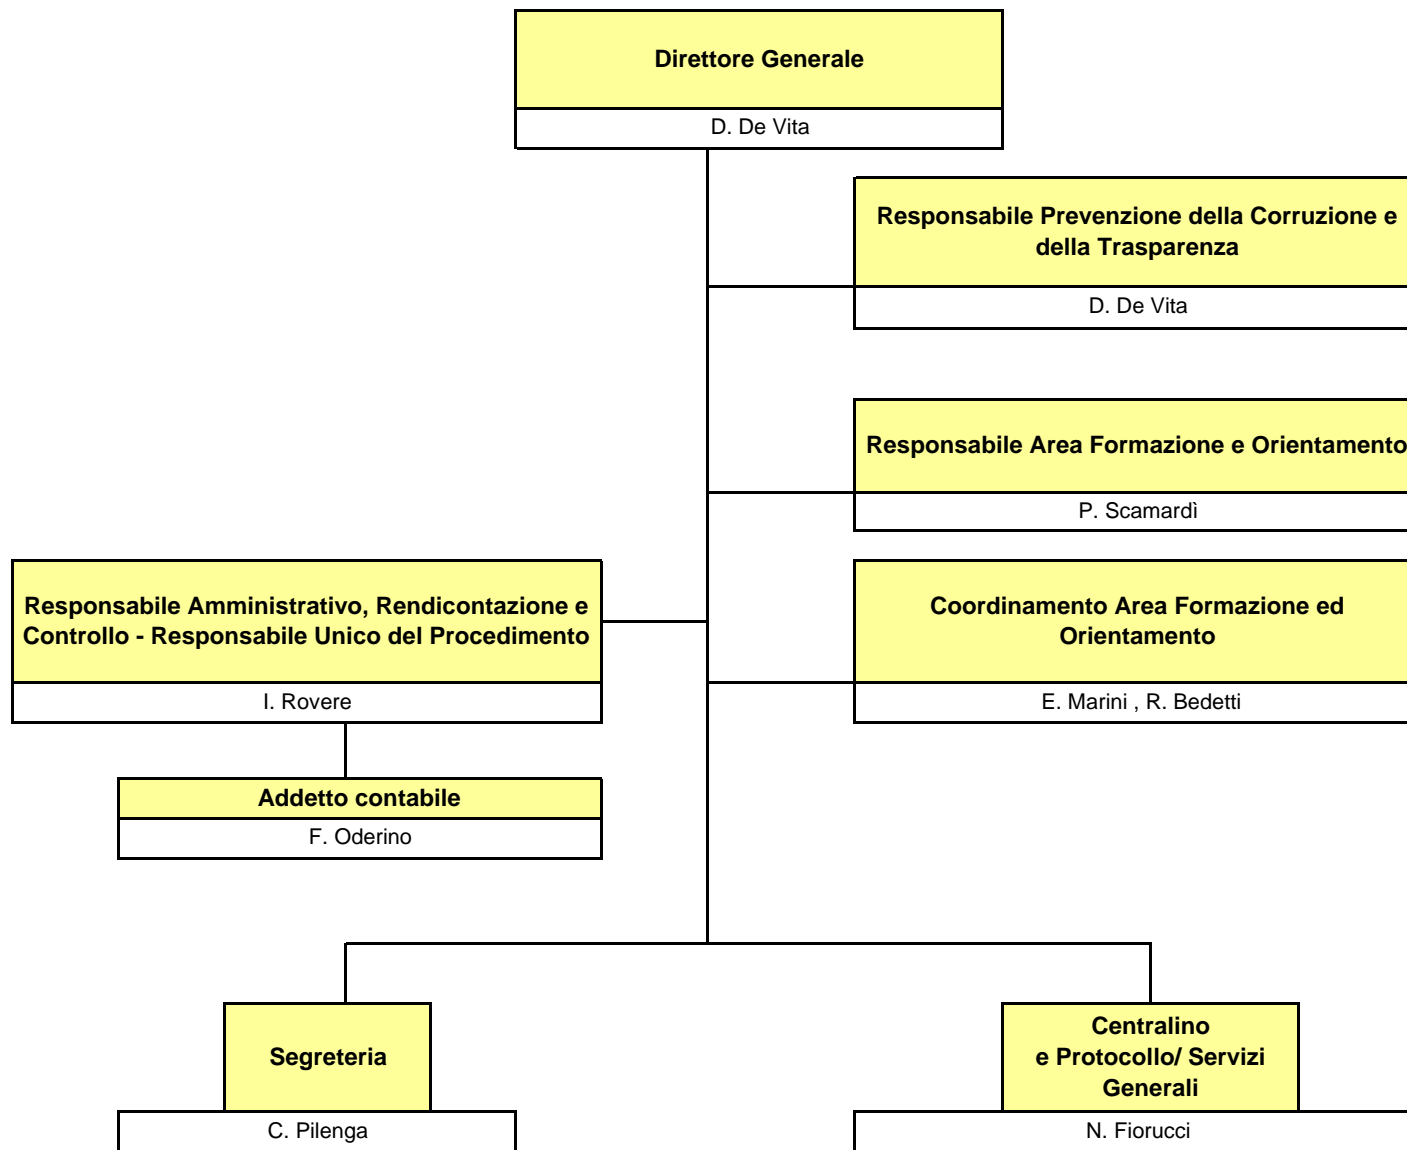 Direttore Generale
D. De Vita
Responsabile Prevenzione della Corruzione e
della Trasparenza
D. De Vita
Responsabile Area Formazione e Orientamento
P. Scamardì
Responsabile Amministrativo, Rendicontazione e
Controllo - Responsabile Unico del Procedimento
I. Rovere
Coordinamento Area Formazione ed
Orientamento
E. Marini , R. Bedetti
Addetto contabile
F. Oderino
Segreteria
C. Pilenga
Centralino
e Protocollo/ Servizi
Generali
N. Fiorucci